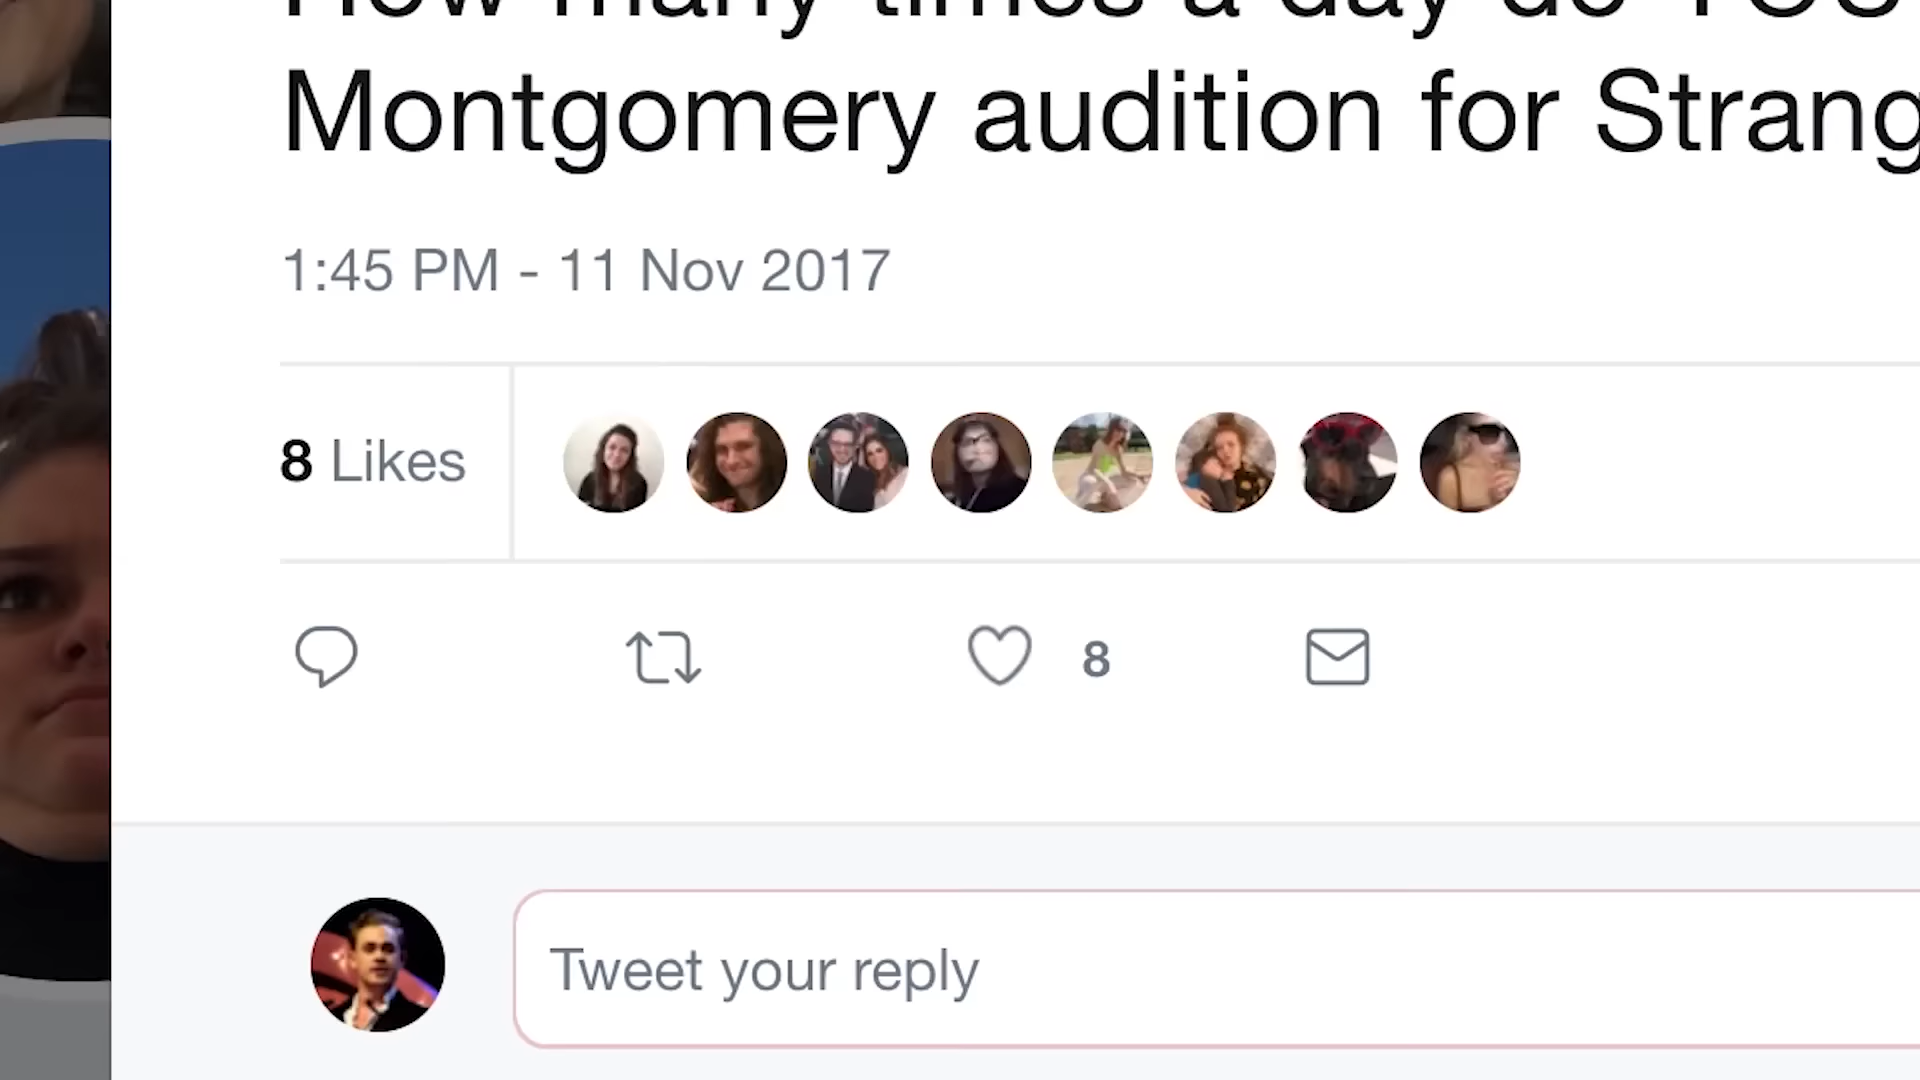 How many times a day do YOU
Montgomery audition for Strang
1:45 PM - 11 Nov 2017
8 Likes
8
Tweet your reply